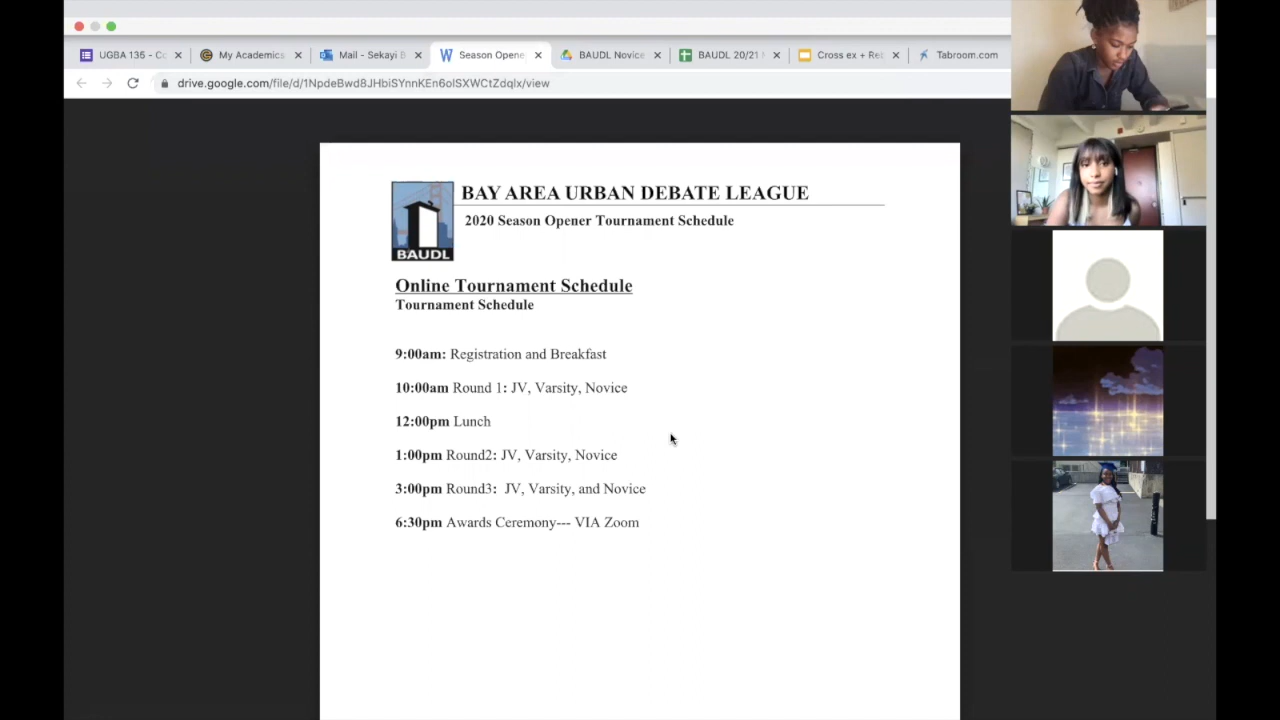 UGBA 135 - Co
My Academics
Mail - Sekayi B
Season Opene
BAUDL Novice
BAUDL 20/21
Cross ex + Re
Tabroom.com
drive.google.com/file/d/1NpdeBwd8JHbiSYnnKEn6olSXWCtZdqlx/view
BAY AREA URBAN DEBATE LEAGUE
2020 Season Opener Tournament Schedule
BAUDL
Online Tournament Schedule
Tournament Schedule
9:00am: Registration and Breakfast
10:00am Round 1: JV, Varsity, Novice
12:00pm Lunch
1:00pm Round2: JV, Varsity, Novice
3:00pm Round3:  JV, Varsity, and Novice
6:30pm Awards Ceremony--- VIA Zoom